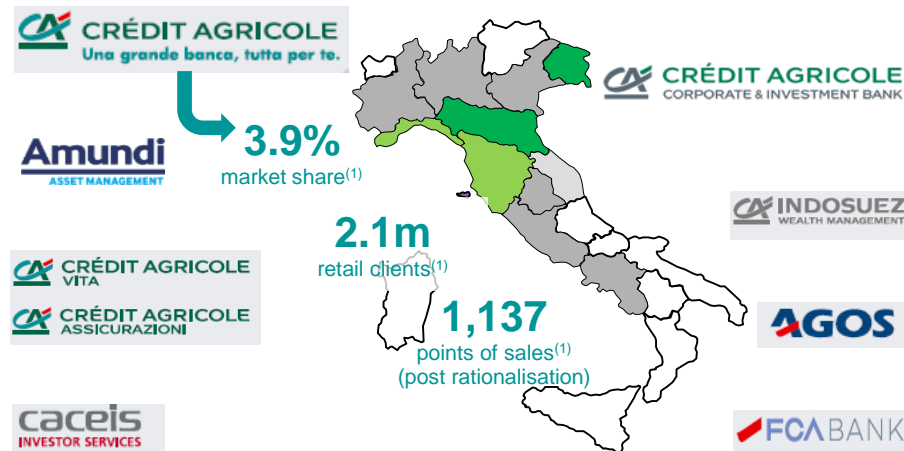 CRÉDIT AGRICOLE
Una grande banca, tutta per te.
CRÉDIT AGRICOLE
CORPORATE & INVESTMENT BANK
3.9%
market share(1)
Amundi
ASSET MANAGEMENT
INDOSUEZ
WEALTH MANAGEMENT
2.1m
retail clients(1)
CRÉDIT AGRICOLE
VITA
CRÉDIT AGRICOLE
ASSICURAZIONI
1,137
points of sales(1)
(post rationalisation)
AGOS
caceis
INVESTOR SERVICES
FCA BANK